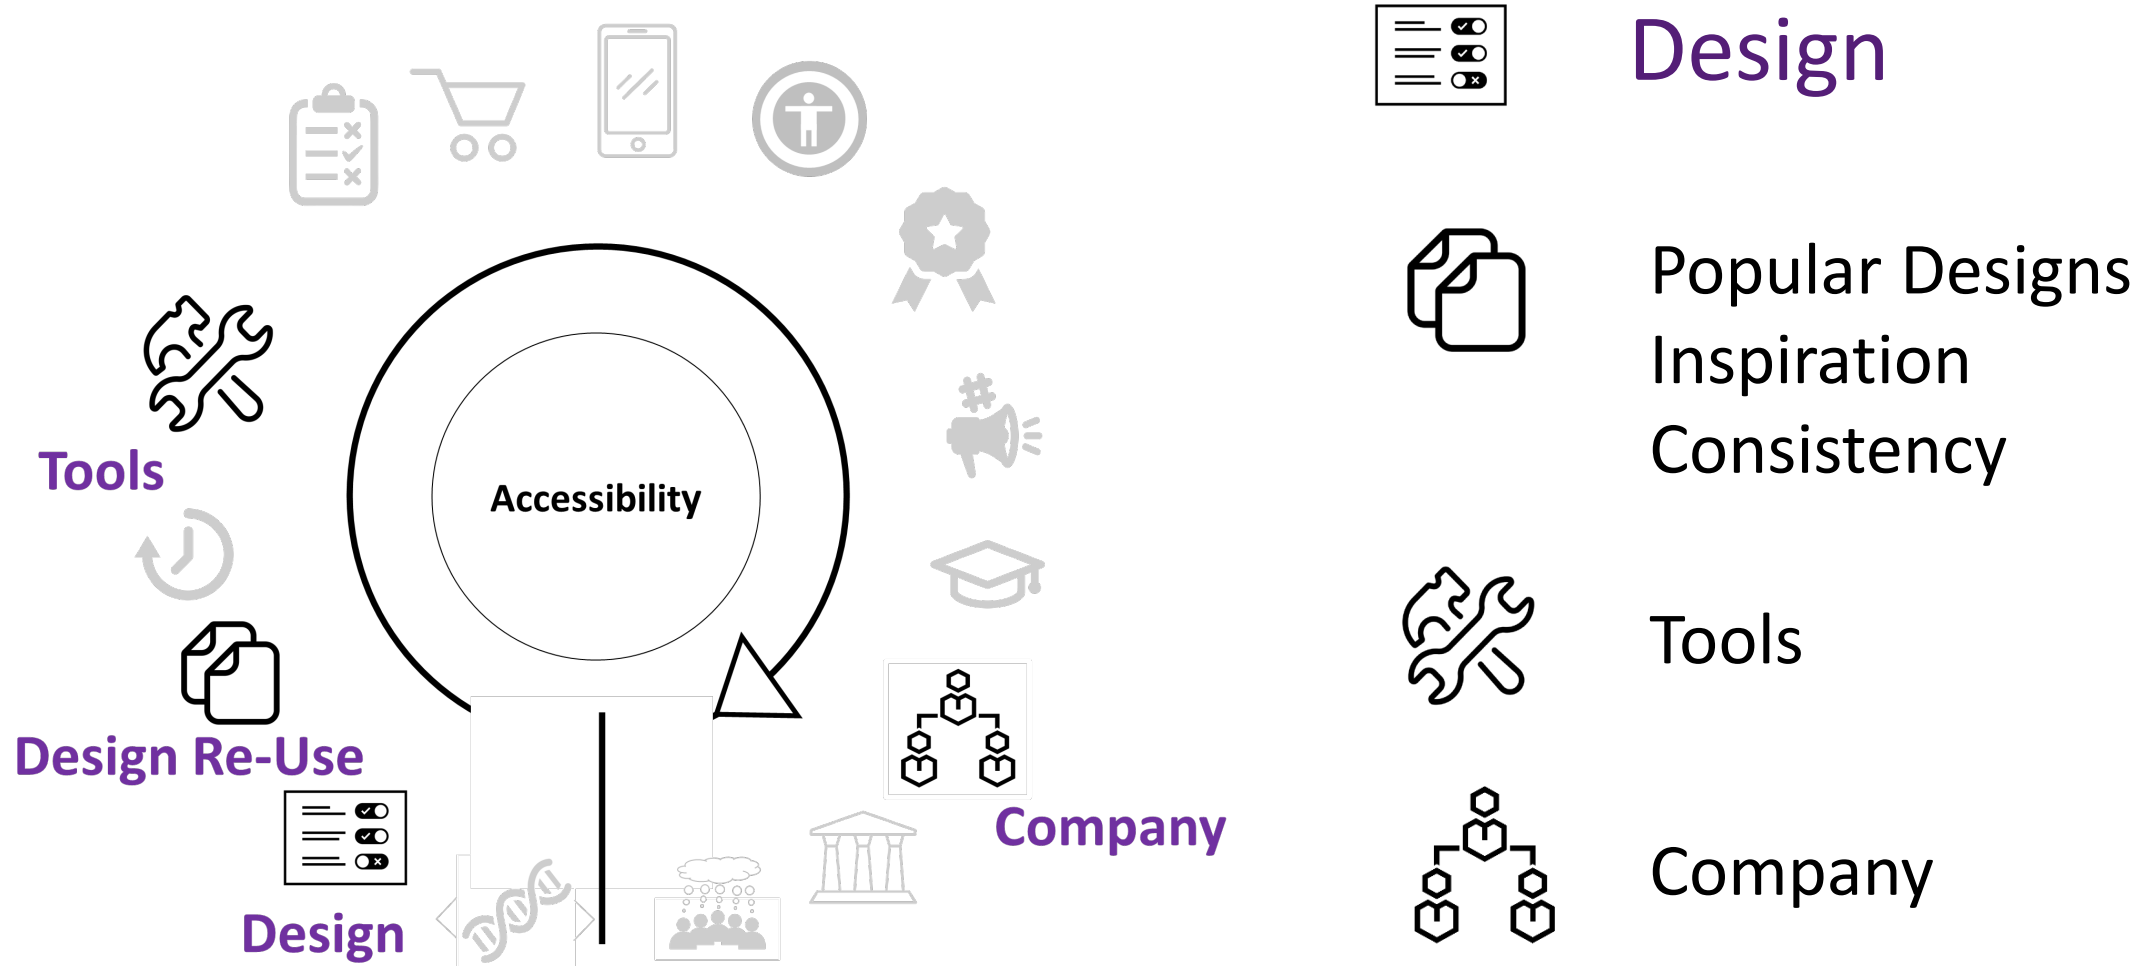 Tools
Design Re-Use
Design
Accessibility
Company
Design
Popular Designs
Inspiration
Consistency
Tools
Company